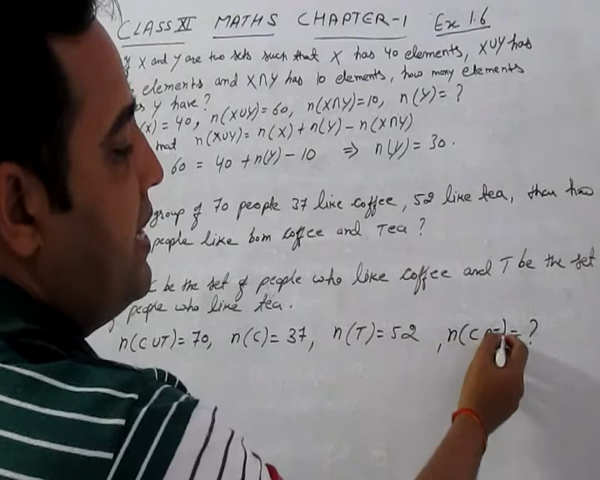 CLASS XI MATHS CHAPTER-1 Ex 1.6
X and Y are two sets such that X has 40 elements, XUY has
elements and X∩Y has 10 elements, how many elements
Y have?
(X) = 40, n(XUY) = 60, n(X∩Y)=10, n(Y) = ?
that n(XUY) = n(X) + n(Y) - n(X∩Y)
60 = 40 + n(Y) - 10 ⇒ n(Y) = 30.
group of 70 people 37 like coffee, 52 like tea, than
people like both coffee and Tea?
C be the set of people who like coffee and T be the set
people who like tea.
n(CUT) = 70, n(C) = 37, n(T) = 52, n(C = ?